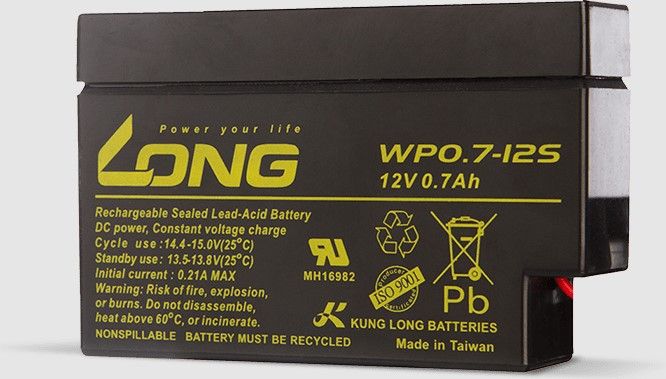 Power your life
LONG
WP0.7-12S
12V 0.7Ah
Rechargeable Sealed Lead-Acid Battery
DC power, Constant voltage charge
Cycle use : 14.4-15.0V(25°C)
Standby use : 13.5-13.8V(25°C)
Initial current : 0.21A MAX
Warning: Risk of fire, explosion,
or burns. Do not disassemble,
heat above 60°C, or incinerate.
NONSPILLABLE BATTERY MUST BE RECYCLED
MH16982
producer
ISO 9001
certificated
Pb
KUNG LONG BATTERIES
Made in Taiwan